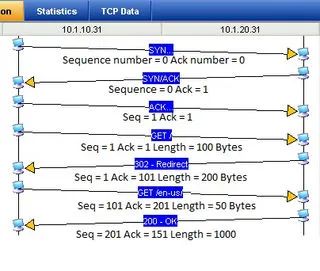 on
Statistics
TCP Data
10.1.10.31
10.1.20.31
SYN...
Sequence number = 0 Ack number = 0
SYN/ACK
Sequence = 0 Ack = 1
ACK...
Seq = 1 Ack = 1
GET /
Seq = 1 Ack = 1 Length = 100 Bytes
302 - Redirect
Seq = 1 Ack = 101 Length = 200 Bytes
GET /en-us/
Seq = 101 Ack = 201 Length = 50 Bytes
200 - OK
Seq = 201 Ack = 151 Length = 1000